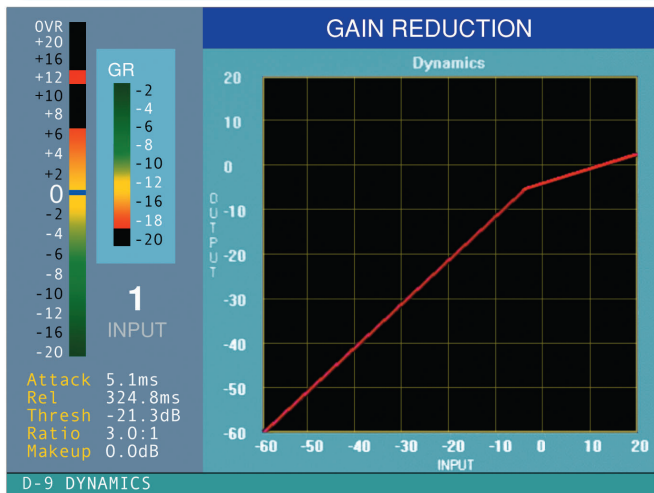 OVR
+20
+16
+12
+10
+8
+6
+4
+2
0
-2
-4
-6
-8
-10
-12
-16
-20
GR
-2
-4
-6
-8
-10
-12
-16
-18
-20
1
INPUT
Attack 5.1ms
Rel 324.8ms
Thresh -21.3dB
Ratio 3.0:1
Makeup 0.0dB
GAIN REDUCTION
Dynamics
20
10
0
-10
-20
-30
-40
-50
-60
OUTPUT
-60 -50 -40 -30 -20 -10 0 10 20
INPUT
D-9 DYNAMICS